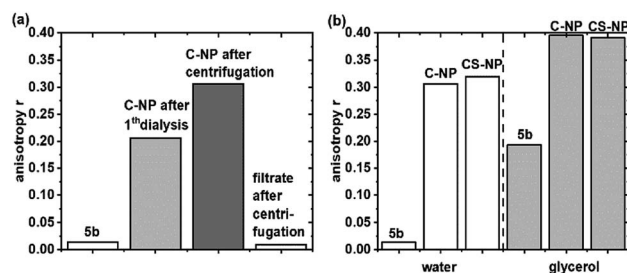 (a)
anisotropy r
0.40
0.35
0.30
0.25
0.20
0.15
0.10
0.05
0.00
5b
C-NP after
1thdialysis
C-NP after
centrifugation
filtrate
after
centri-
fugation
(b)
anisotropy r
0.40
0.35
0.30
0.25
0.20
0.15
0.10
0.05
0.00
5b
C-NP
CS-NP
5b
C-NP
CS-NP
water
glycerol